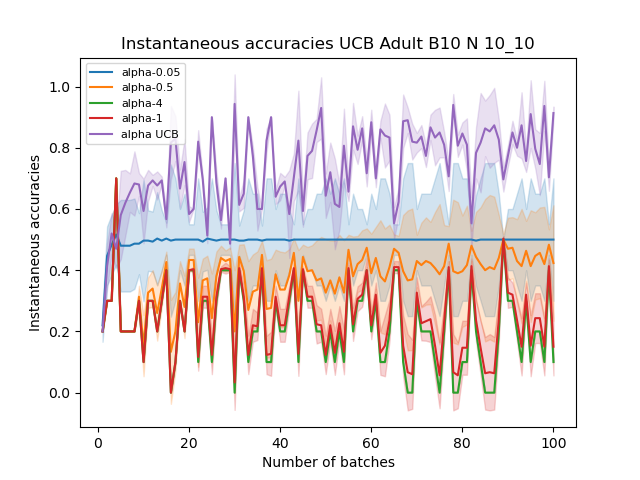 Instantaneous accuracies UCB Adult B10 N 10_10
alpha-0.05
alpha-0.5
alpha-4
alpha-1
alpha UCB
Instantaneous accuracies
1.0
0.8
0.6
0.4
0.2
0.0
0 20 40 60 80 100
Number of batches